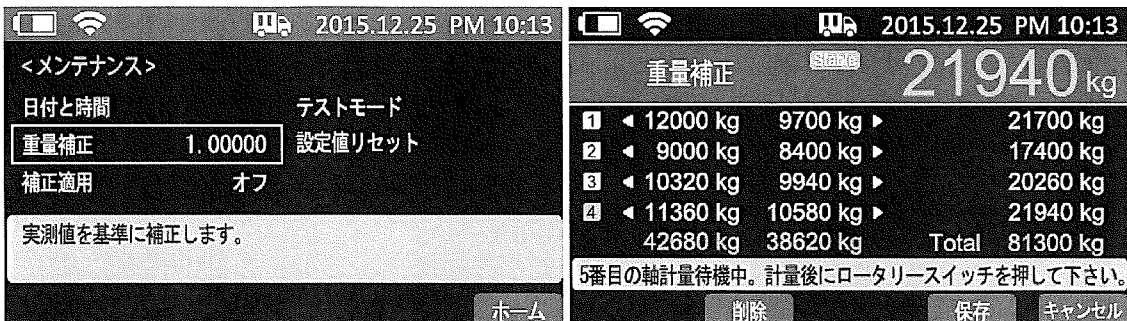 2015.12.25 PM 10:13
<メンテナンス>
日付と時間
テストモード
重量補正 1.00000
設定値リセット
補正適用 オフ
実測値を基準に補正します。
ホーム
2015.12.25 PM 10:13
重量補正 Stable 21940 kg
1 ◀ 12000 kg 9700 kg ▶ 21700 kg
2 ◀ 9000 kg 8400 kg ▶ 17400 kg
3 ◀ 10320 kg 9940 kg ▶ 20260 kg
4 ◀ 11360 kg 10580 kg ▶ 21940 kg
42680 kg 38620 kg Total 81300 kg
5番目の軸計量待機中。計量後にロータリースイッチを押して下さい。
削除 保存 キャンセル